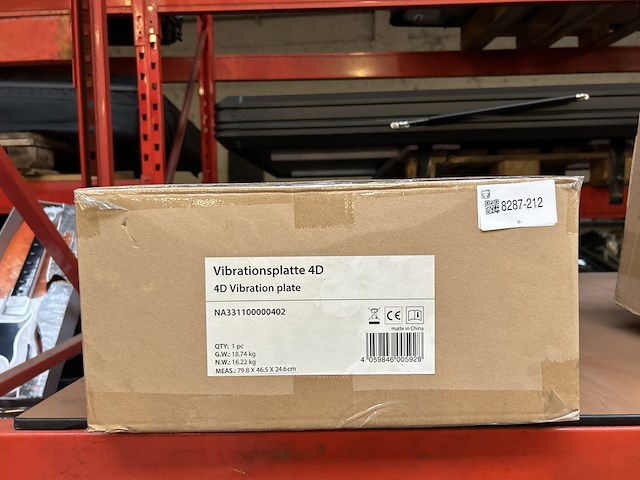 8287-212
Vibrationsplatte 4D
4D Vibration plate
NA331100000402
made in China
QTY: 1 pc
G.W.: 18.74 kg
N.W.: 16.22 kg
MEAS.: 79.8 X 46.5 X 24.6cm
4 059846 005928